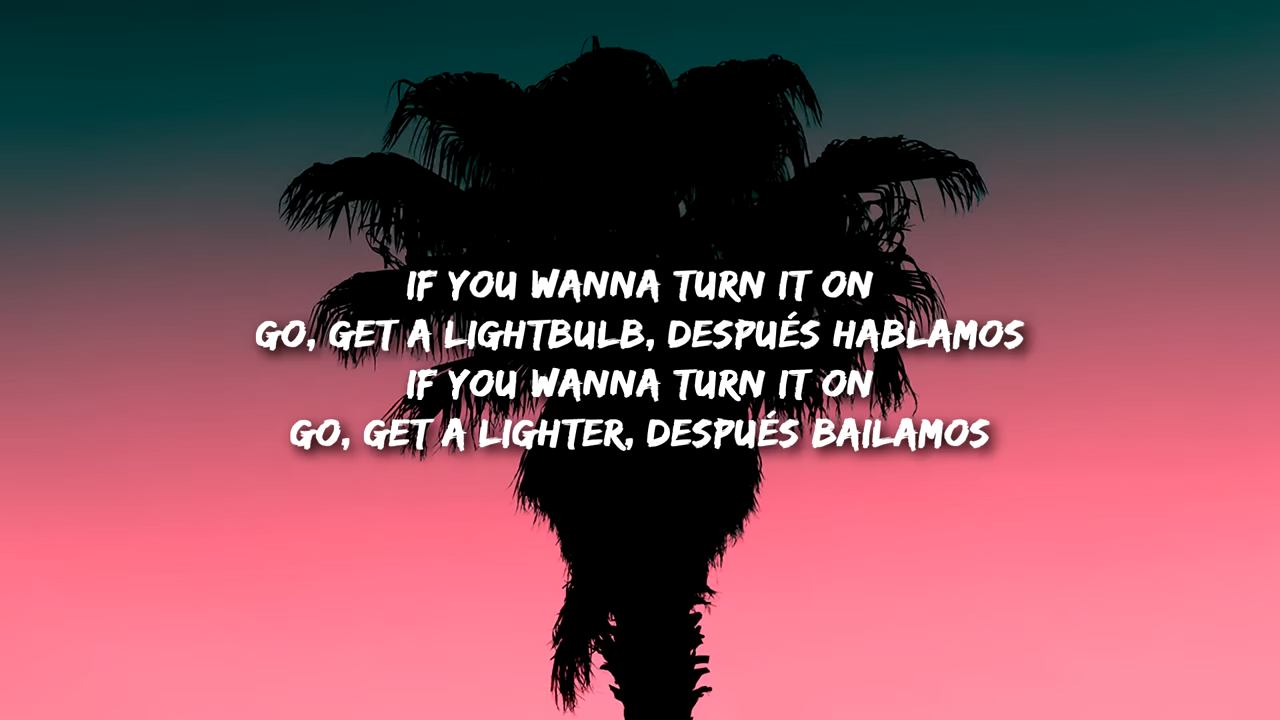 IF YOU WANNA TURN IT ON
GO, GET A LIGHTBULB, DESPUÉS HABLAMOS
IF YOU WANNA TURN IT ON
GO, GET A LIGHTER, DESPUÉS BAILAMOS